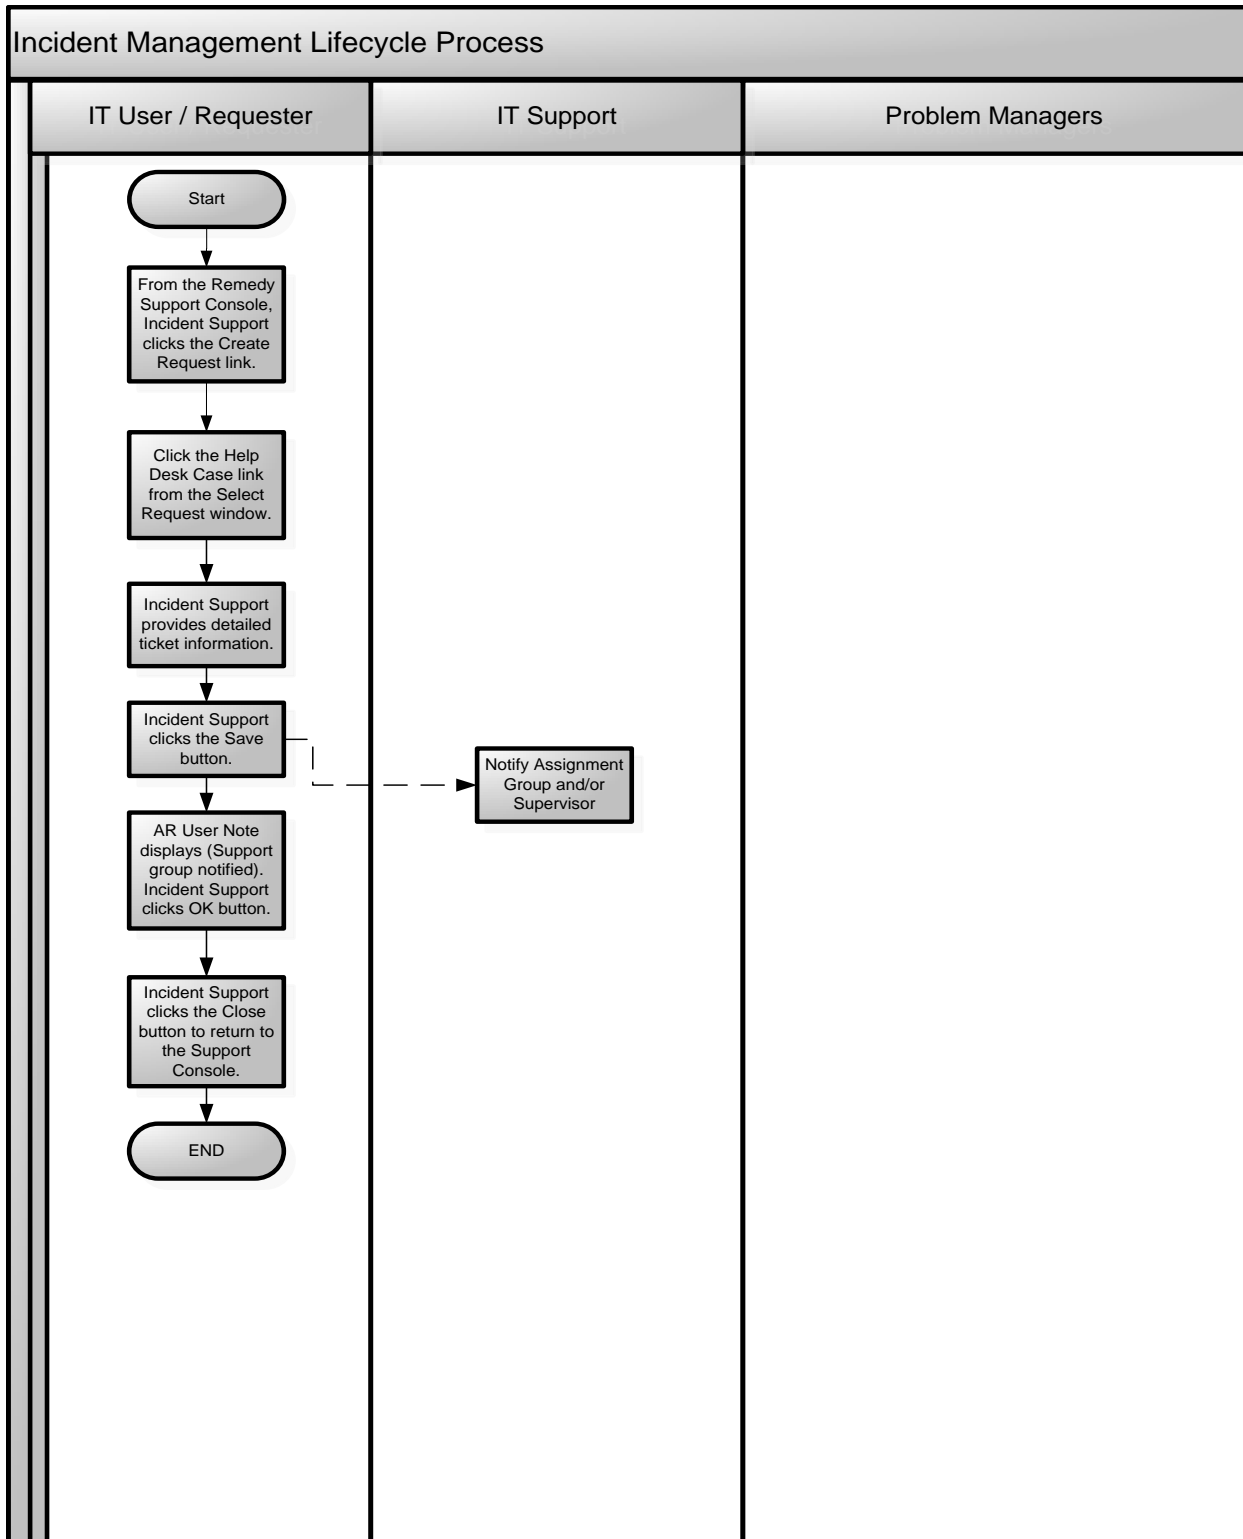 Incident Management Lifecycle Process
IT User / Requester
IT Support
Problem Managers
Start
From the Remedy
Support Console,
Incident Support
clicks the Create
Request link.
Click the Help
Desk Case link
from the Select
Request window.
Incident Support
provides detailed
ticket information.
Incident Support
clicks the Save
button.
Notify Assignment
Group and/or
Supervisor
AR User Note
displays (Support
group notified).
Incident Support
clicks OK button.
Incident Support
clicks the Close
button to return to
the Support
Console.
END